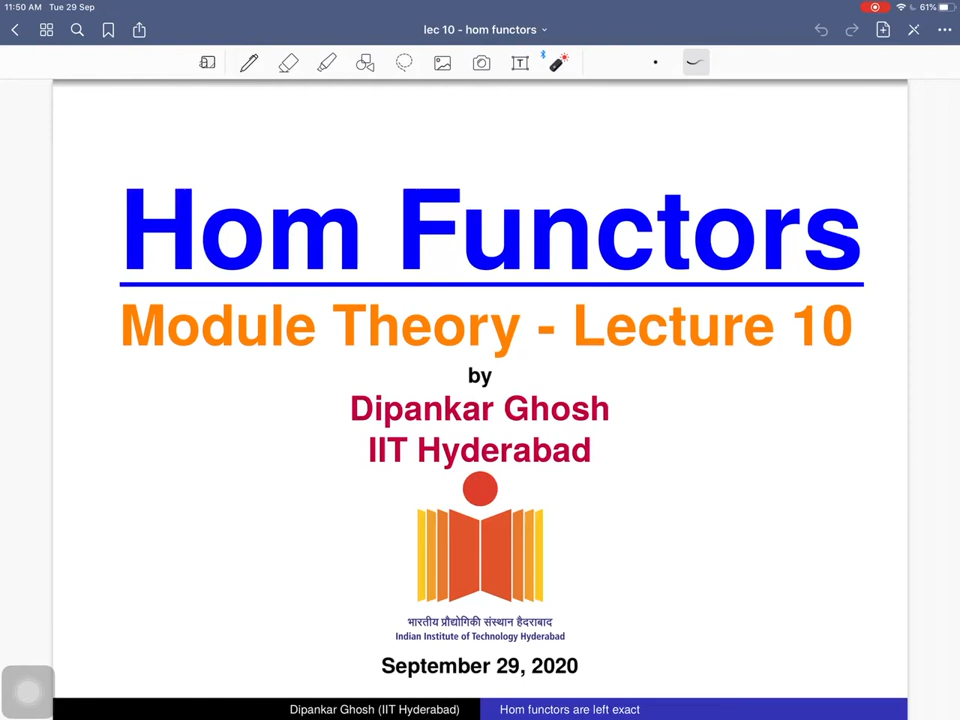 11:50 AM Tue 29 Sep
61%
lec 10 - hom functors
T
Hom Functors
Module Theory - Lecture 10
by
Dipankar Ghosh
IIT Hyderabad
भारतीय प्रौद्योगिकी संस्थान हैदराबाद
Indian Institute of Technology Hyderabad
September 29, 2020
Dipankar Ghosh (IIT Hyderabad)
Hom functors are left exact